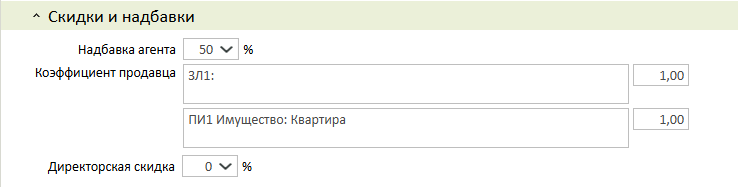 Скидки и надбавки
Надбавка агента 50 %
Коэффициент продавца ЗЛ1: 1,00
ПИ1 Имущество: Квартира 1,00
Директорская скидка 0 %